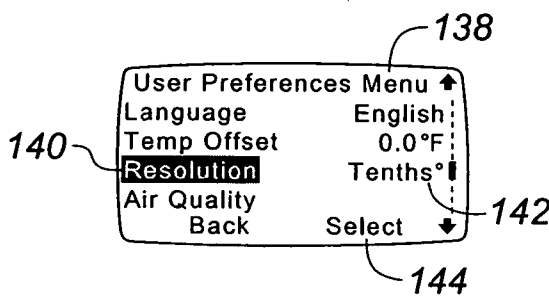 138
User Preferences Menu
Language English
Temp Offset 0.0°F
140 Resolution Tenths°
Air Quality
142
Back Select
144